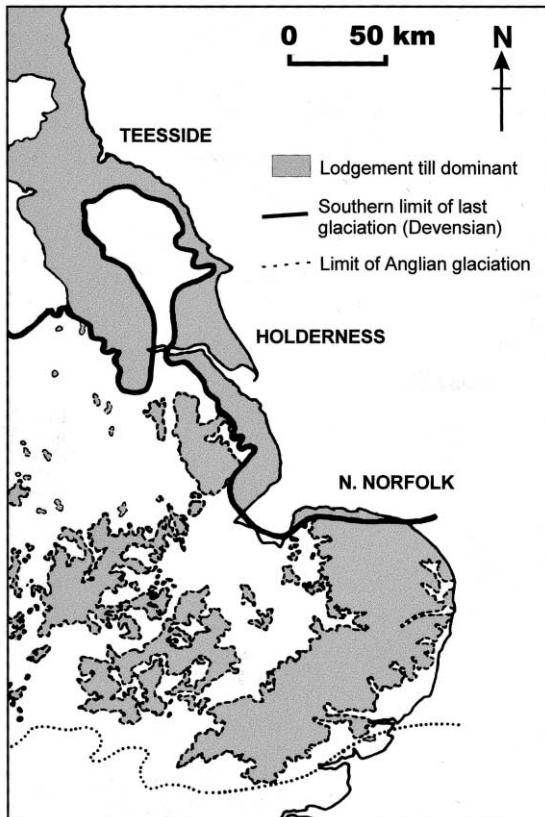 0 50 km
N
TEESSIDE
Lodgement till dominant
Southern limit of last
glaciation (Devensian)
Limit of Anglian glaciation
HOLDERNESS
N. NORFOLK